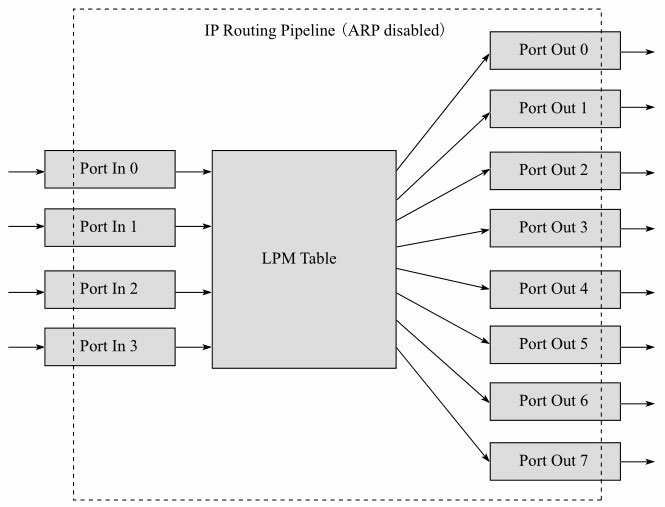 IP Routing Pipeline (ARP disabled)
Port In 0
Port In 1
Port In 2
Port In 3
LPM Table
Port Out 0
Port Out 1
Port Out 2
Port Out 3
Port Out 4
Port Out 5
Port Out 6
Port Out 7